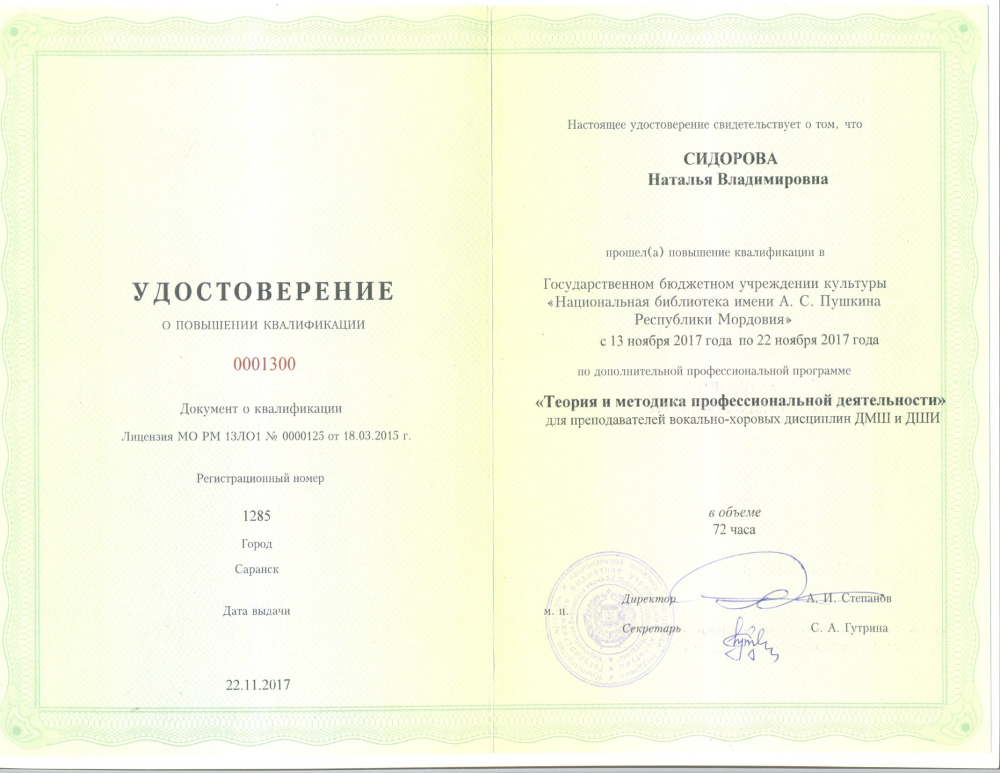 УДОСТОВЕРЕНИЕ
О ПОВЫШЕНИИ КВАЛИФИКАЦИИ
0001300
Документ о квалификации
Лицензия МО РМ 13ЛО1 № 0000125 от 18.03.2015 г.
Регистрационный номер
1285
Город
Саранск
Дата выдачи
22.11.2017
Настоящее удостоверение свидетельствует о том, что
СИДОРОВА
Наталья Владимировна
прошел(а) повышение квалификации в
Государственном бюджетном учреждении культуры
«Национальная библиотека имени А. С. Пушкина
Республики Мордовия»
с 13 ноября 2017 года по 22 ноября 2017 года
по дополнительной профессиональной программе
«Теория и методика профессиональной деятельности»
для преподавателей вокально-хоровых дисциплин ДМШ и ДШИ
в объеме
72 часа
Директор А. И. Степанов
м. п.
Секретарь С. А. Гутрина